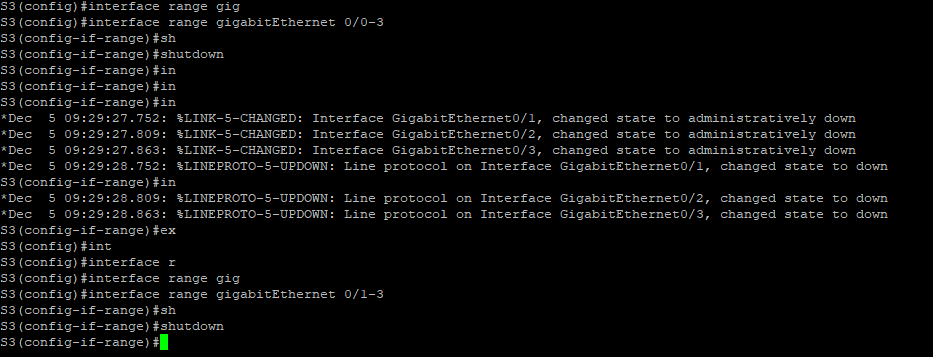 S3(config)#interface range gig
S3(config)#interface range gigabitEthernet 0/0-3
S3(config-if-range)#sh
S3(config-if-range)#shutdown
S3(config-if-range)#in
S3(config-if-range)#in
S3(config-if-range)#in
*Dec  5 09:29:27.752: %LINK-5-CHANGED: Interface GigabitEthernet0/1, changed state to administratively down
*Dec  5 09:29:27.809: %LINK-5-CHANGED: Interface GigabitEthernet0/2, changed state to administratively down
*Dec  5 09:29:27.863: %LINK-5-CHANGED: Interface GigabitEthernet0/3, changed state to administratively down
*Dec  5 09:29:28.752: %LINEPROTO-5-UPDOWN: Line protocol on Interface GigabitEthernet0/1, changed state to down
S3(config-if-range)#in
*Dec  5 09:29:28.809: %LINEPROTO-5-UPDOWN: Line protocol on Interface GigabitEthernet0/2, changed state to down
*Dec  5 09:29:28.863: %LINEPROTO-5-UPDOWN: Line protocol on Interface GigabitEthernet0/3, changed state to down
S3(config-if-range)#ex
S3(config)#int
S3(config)#interface r
S3(config)#interface range gig
S3(config)#interface range gigabitEthernet 0/1-3
S3(config-if-range)#sh
S3(config-if-range)#shutdown
S3(config-if-range)#